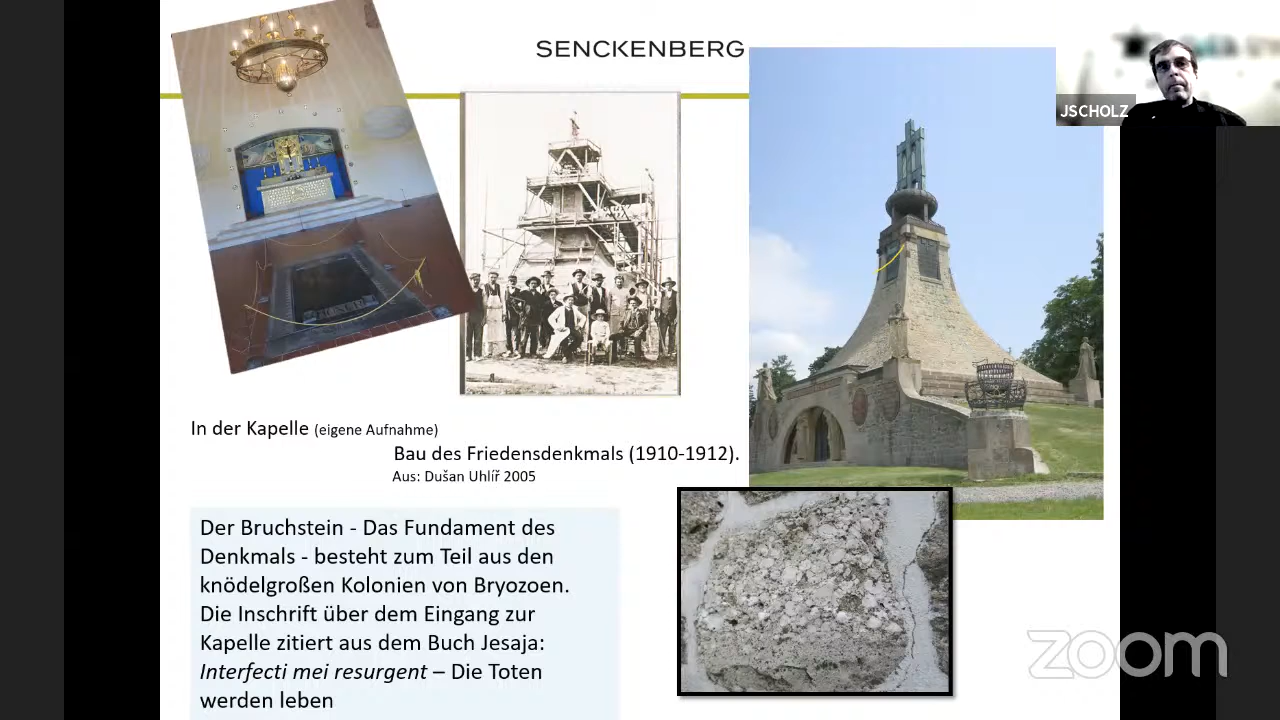 SENCKENBERG
JSCHOLZ
In der Kapelle (eigene Aufnahme)
Bau des Friedensdenkmals (1910-1912).
Aus: Dušan Uhlíř 2005
Der Bruchstein - Das Fundament des
Denkmals - besteht zum Teil aus den
knödelgroßen Kolonien von Bryozoen.
Die Inschrift über dem Eingang zur
Kapelle zitiert aus dem Buch Jesaja:
Interfecti mei resurgent – Die Toten
werden leben
zoom